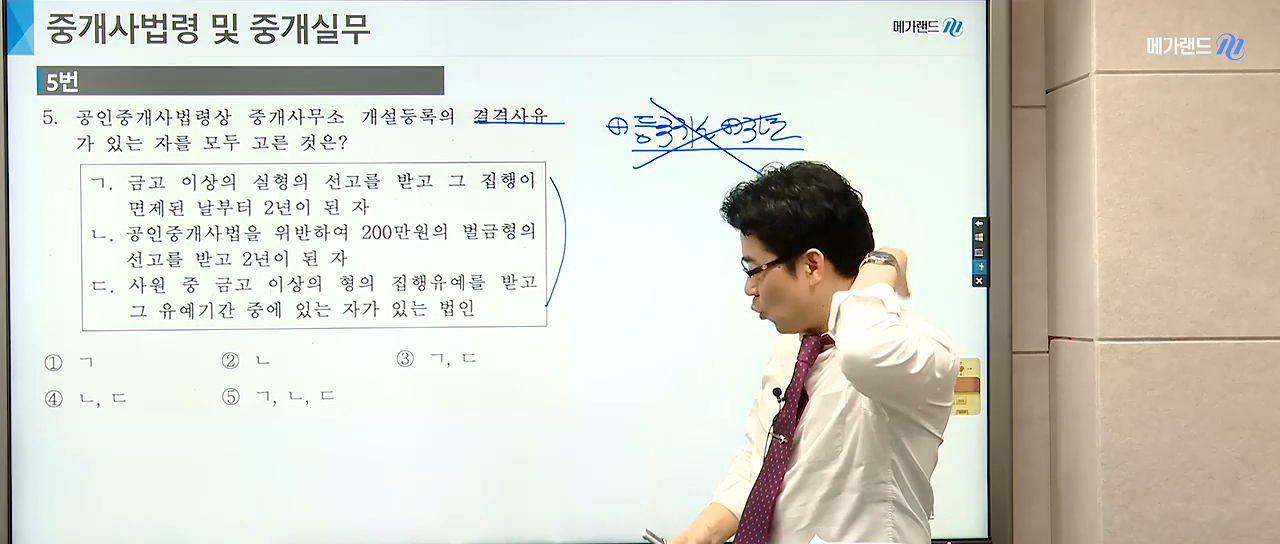 중개사법령 및 중개실무
메가랜드
메가랜드
5번
5. 공인중개사법령상 중개사무소 개설등록의 결격사유
가 있는 자를 모두 고른 것은?
ㄱ. 금고 이상의 실형의 선고를 받고 그 집행이
면제된 날부터 2년이 된 자
ㄴ. 공인중개사법을 위반하여 200만원의 벌금형의
선고를 받고 2년이 된 자
ㄷ. 사원 중 금고 이상의 형의 집행유예를 받고
그 유예기간 중에 있는 자가 있는 법인
① ㄱ ② ㄴ ③ ㄱ, ㄷ
④ ㄴ, ㄷ ⑤ ㄱ, ㄴ, ㄷ